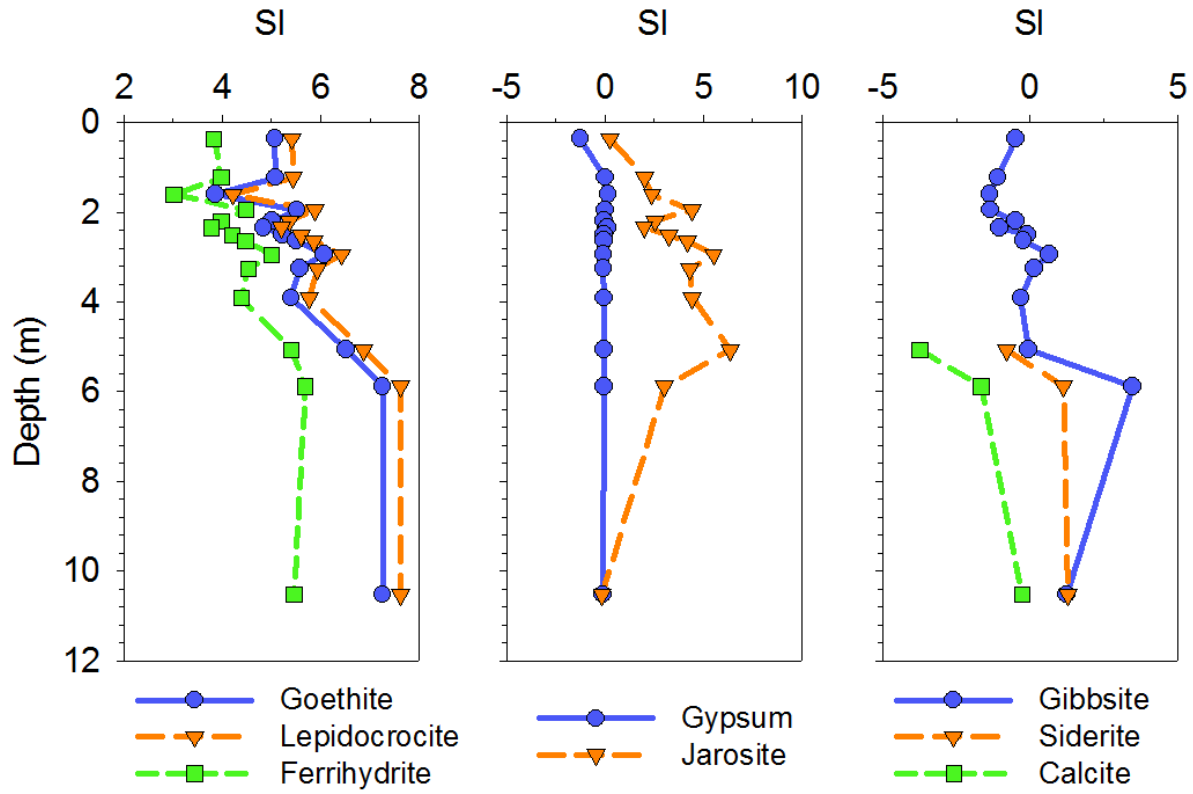 SI SI SI
2 4 6 8 -5 0 5 10 -5 0 5
0
2
4
6
8
10
12
Depth (m)
Goethite
Lepidocrocite
Ferrihydrite
Gypsum
Jarosite
Gibbsite
Siderite
Calcite